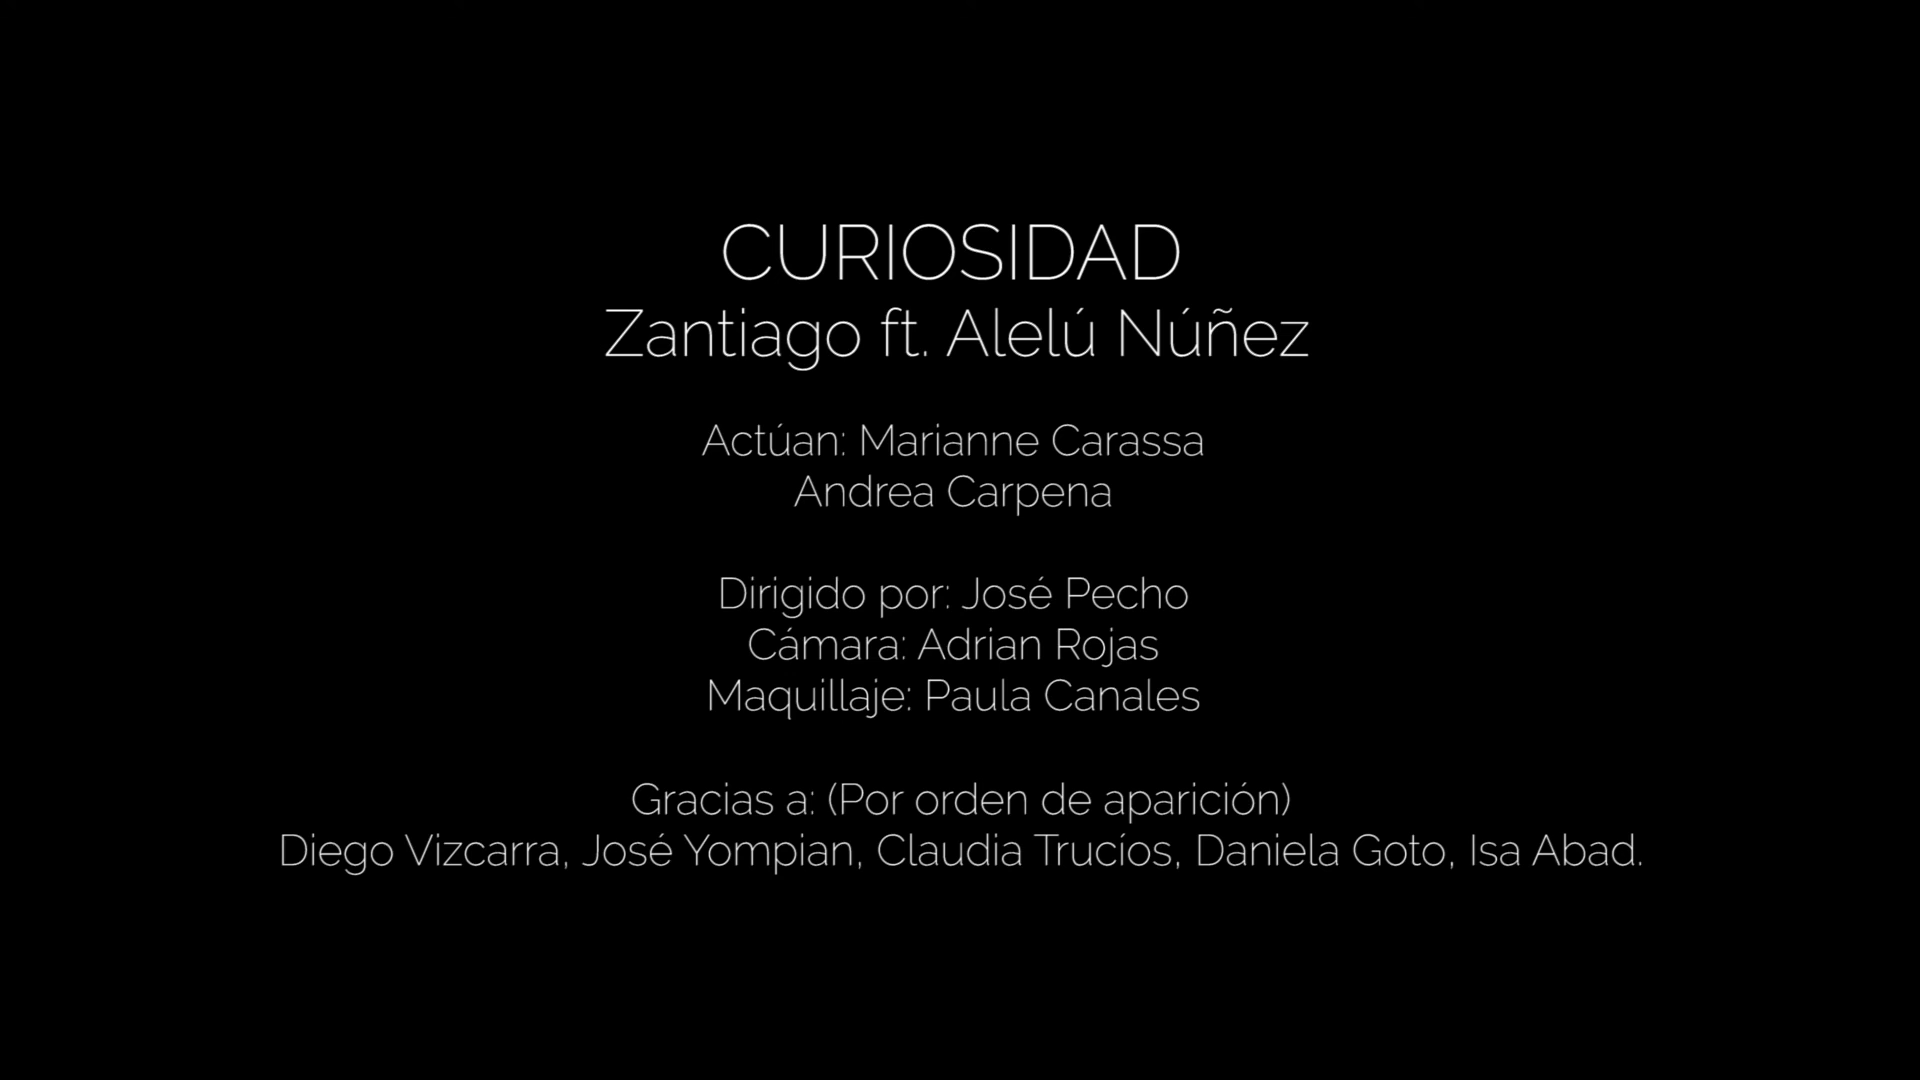 CURIOSIDAD
Zantiago ft. Alelú Núñez
Actúan: Marianne Carassa
Andrea Carpena
Dirigido por: José Pecho
Cámara: Adrian Rojas
Maquillaje: Paula Canales
Gracias a: (Por orden de aparición)
Diego Vizcarra, José Yompian, Claudia Trucíos, Daniela Goto, Isa Abad.